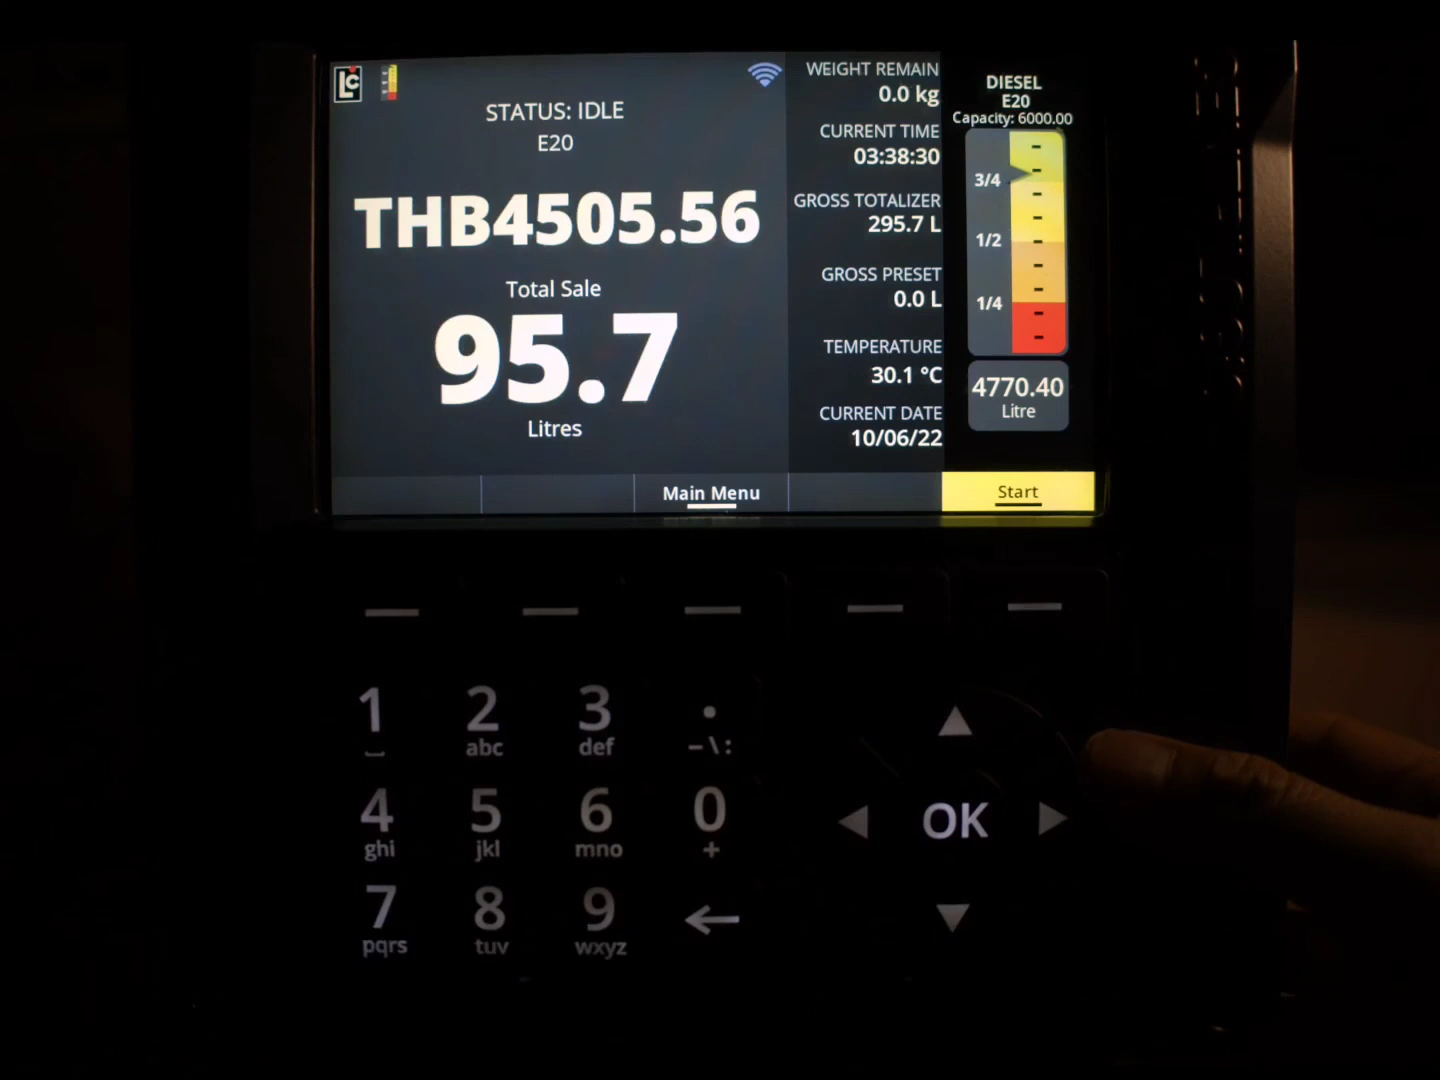 LC
STATUS: IDLE
E20
THB4505.56
Total Sale
95.7
Litres
WEIGHT REMAIN
0.0 kg
CURRENT TIME
03:38:30
GROSS TOTALIZER
295.7 L
GROSS PRESET
0.0 L
TEMPERATURE
30.1 °C
CURRENT DATE
10/06/22
DIESEL
E20
Capacity: 6000.00
3/4
1/2
1/4
4770.40
Litre
Main Menu
Start
1 2 3 .
abc def -\:
4 5 6 0
ghi jkl mno +
7 8 9
pqrs tuv wxyz
OK